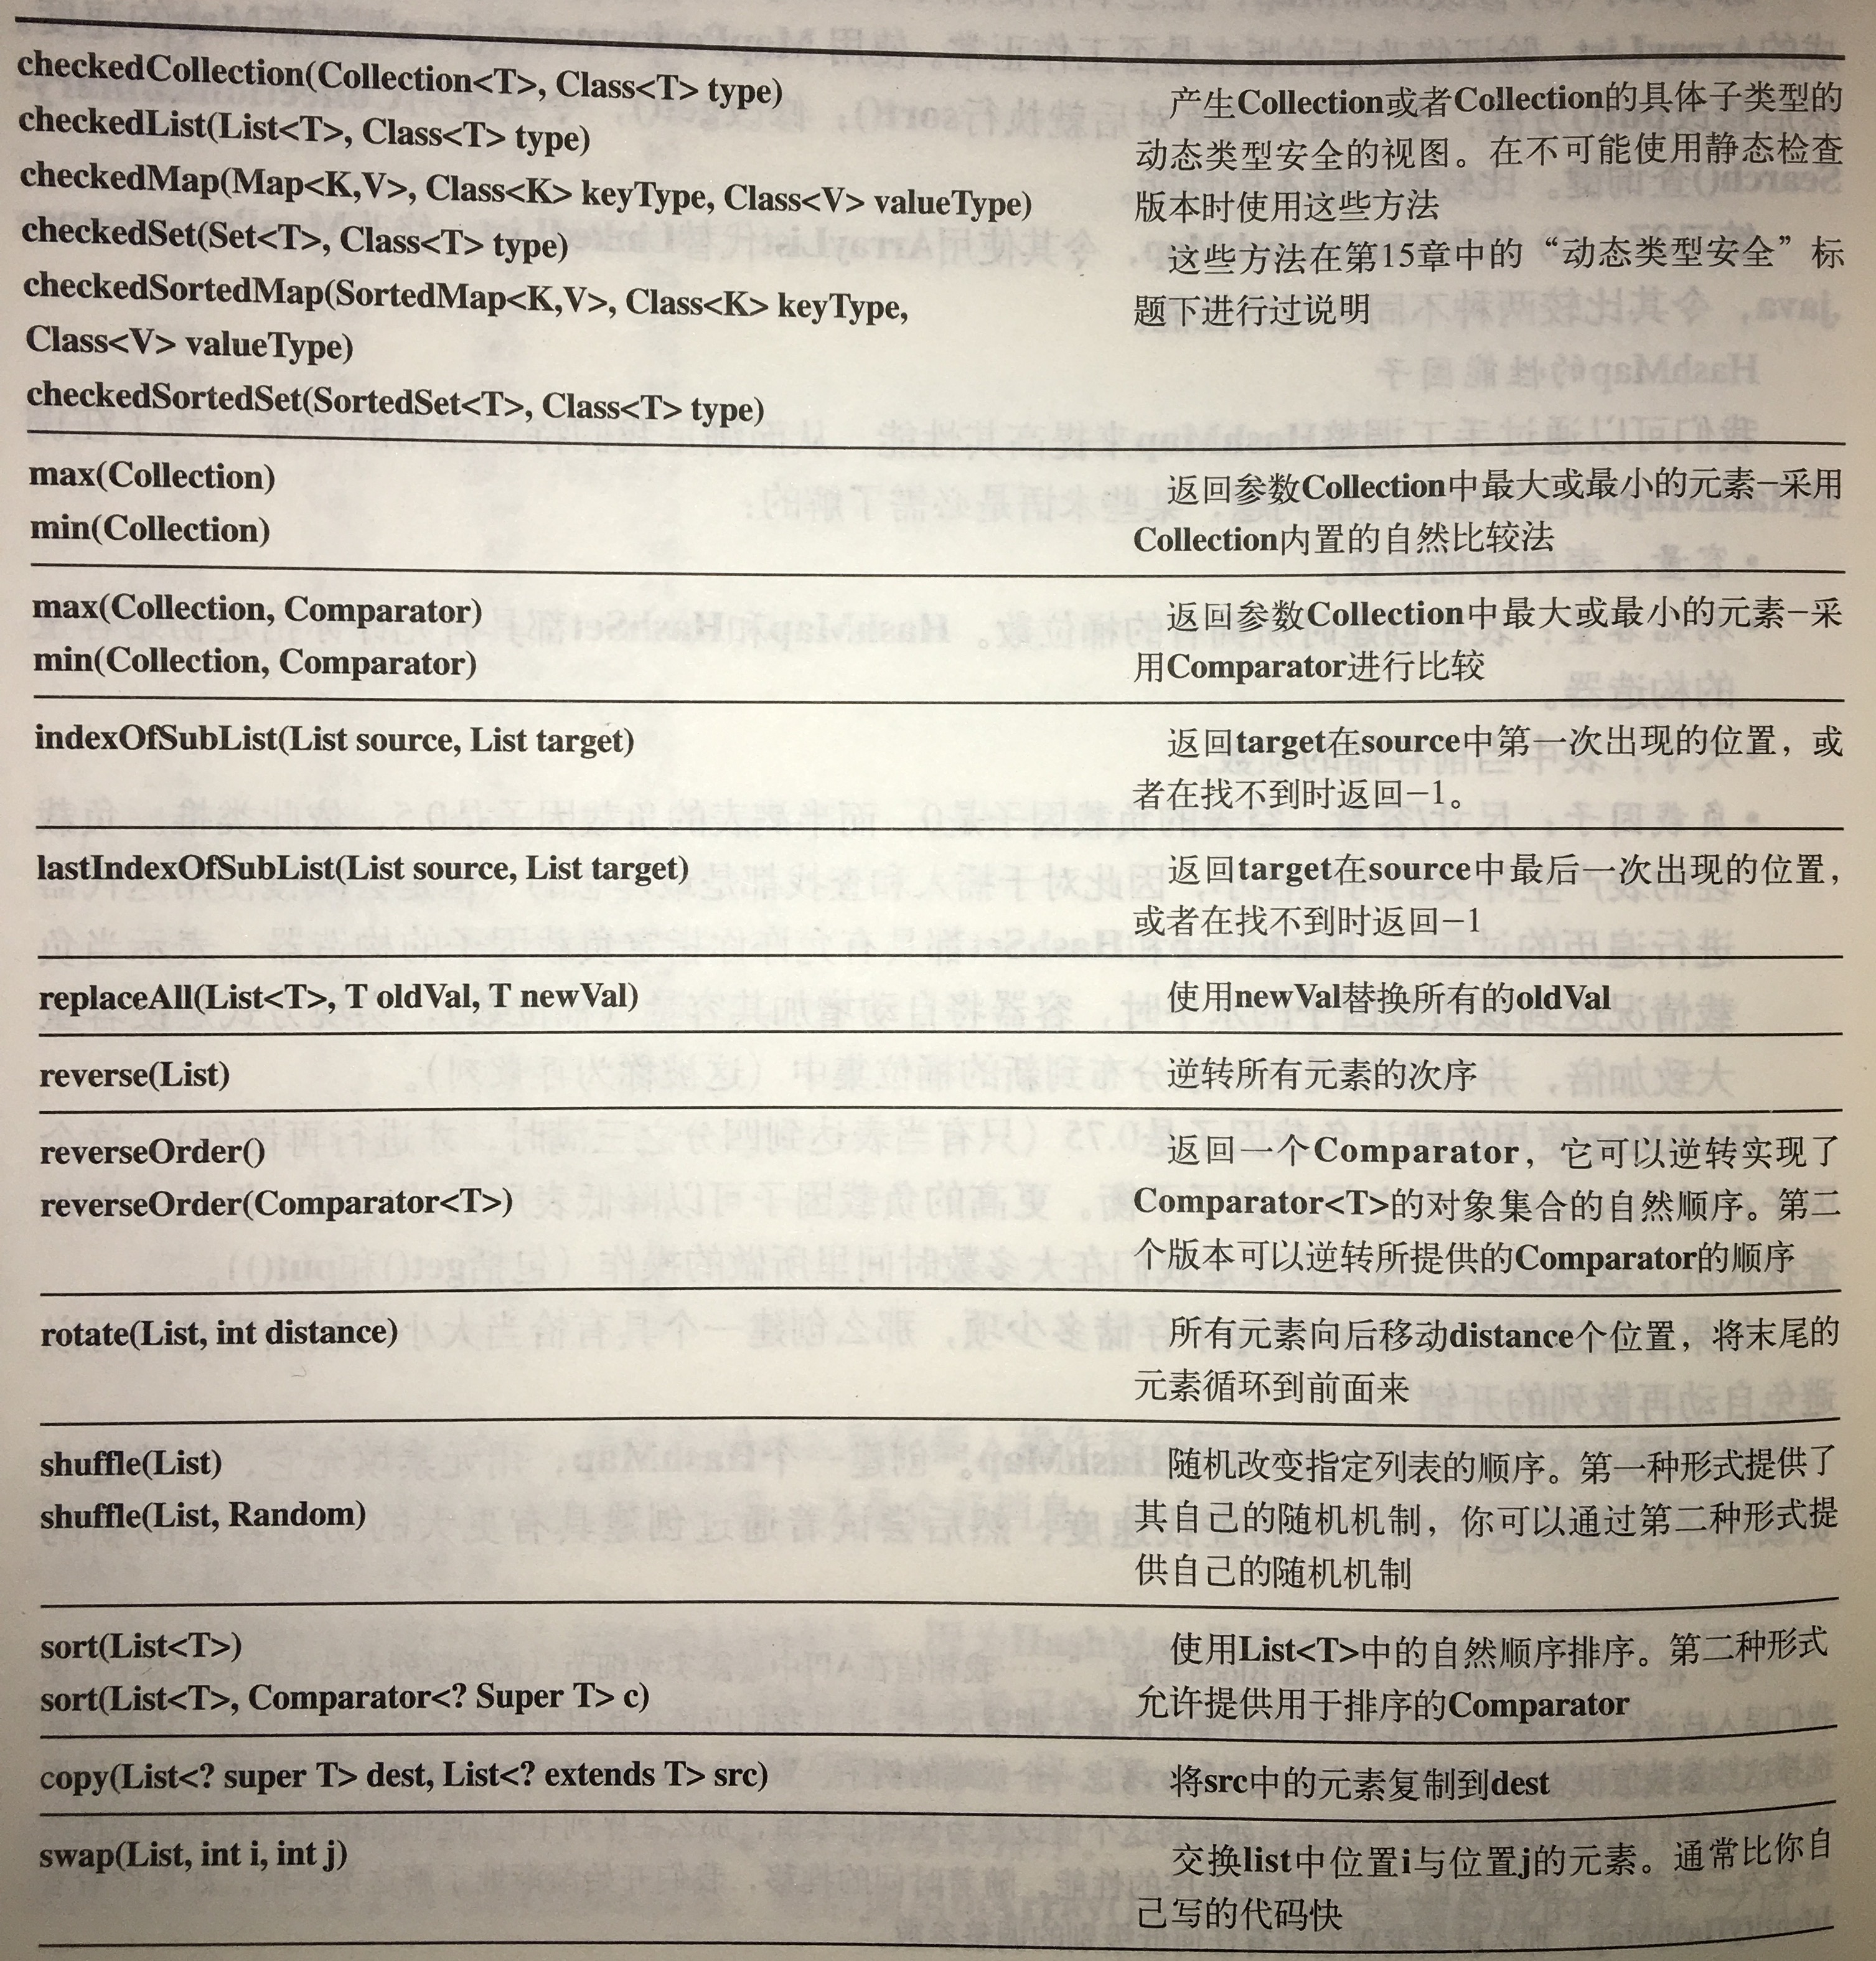 checkedCollection(Collection<T>, Class<T> type)
checkedList(List<T>, Class<T> type)
checkedMap(Map<K,V>, Class<K> keyType, Class<V> valueType)
checkedSet(Set<T>, Class<T> type)
checkedSortedMap(SortedMap<K,V>, Class<K> keyType,
Class<V> valueType)
checkedSortedSet(SortedSet<T>, Class<T> type)
产生Collection或者Collection的具体子类型的
动态类型安全的视图。在不可能使用静态检查
版本时使用这些方法
这些方法在第15章中的“动态类型安全”标
题下进行过说明
max(Collection)
min(Collection)
返回参数Collection中最大或最小的元素–采用
Collection内置的自然比较法
max(Collection, Comparator)
min(Collection, Comparator)
返回参数Collection中最大或最小的元素–采
用Comparator进行比较
indexOfSubList(List source, List target)
返回target在source中第一次出现的位置，或
者在找不到时返回–1。
lastIndexOfSubList(List source, List target)
返回target在source中最后一次出现的位置，
或者在找不到时返回–1
replaceAll(List<T>, T oldVal, T newVal)
使用newVal替换所有的oldVal
reverse(List)
逆转所有元素的次序
reverseOrder()
reverseOrder(Comparator<T>)
返回一个Comparator，它可以逆转实现了
Comparator<T>的对象集合的自然顺序。第二
个版本可以逆转所提供的Comparator的顺序
rotate(List, int distance)
所有元素向后移动distance个位置，将末尾的
元素循环到前面来
shuffle(List)
shuffle(List, Random)
随机改变指定列表的顺序。第一种形式提供了
其自己的随机机制，你可以通过第二种形式提
供自己的随机机制
sort(List<T>)
sort(List<T>, Comparator<? Super T> c)
使用List<T>中的自然顺序排序。第二种形式
允许提供用于排序的Comparator
copy(List<? super T> dest, List<? extends T> src)
将src中的元素复制到dest
swap(List, int i, int j)
交换list中位置i与位置j的元素。通常比你自
己写的代码快